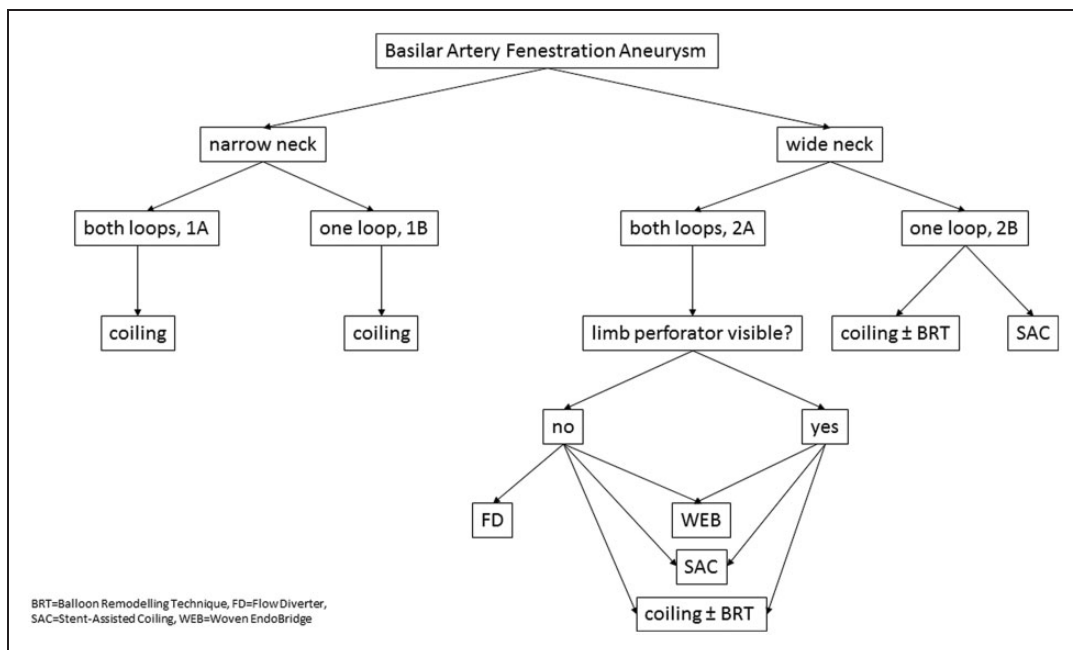 Basilar Artery Fenestration Aneurysm
narrow neck
wide neck
both loops, 1A
one loop, 1B
both loops, 2A
one loop, 2B
coiling
coiling
limb perforator visible?
coiling ± BRT
SAC
no
yes
FD
WEB
SAC
coiling ± BRT
BRT=Balloon Remodelling Technique, FD=Flow Diverter,
SAC=Stent-Assisted Coiling, WEB=Woven EndoBridge